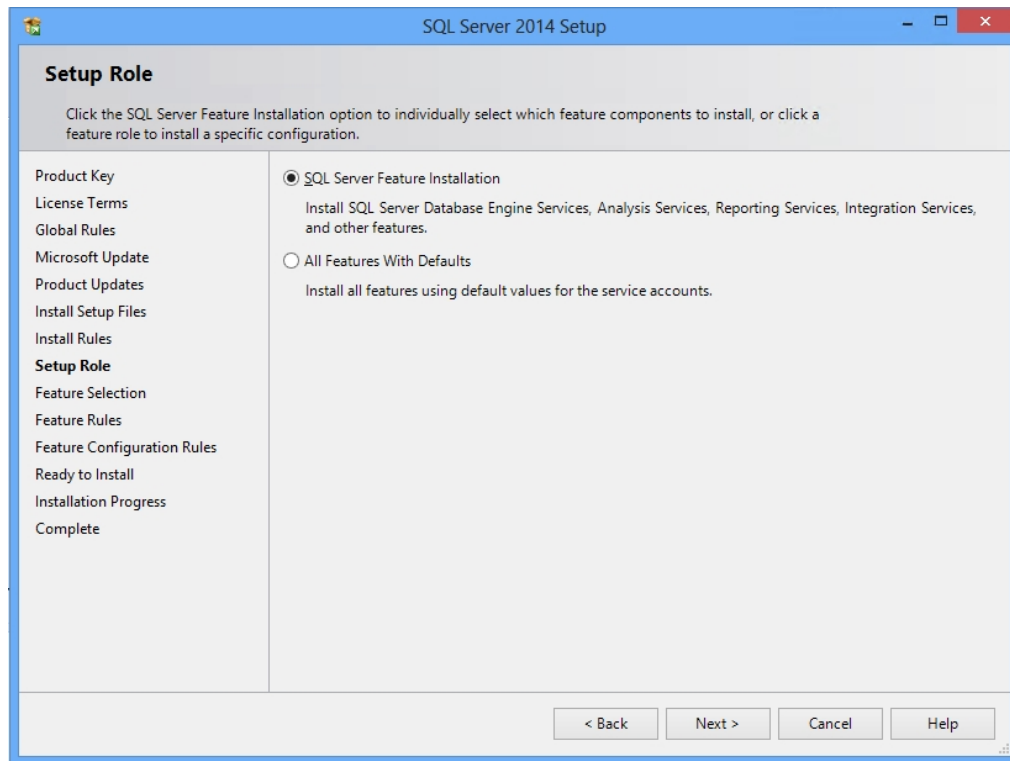 SQL Server 2014 Setup
Setup Role
Click the SQL Server Feature Installation option to individually select which feature components to install, or click a
feature role to install a specific configuration.
Product Key
License Terms
Global Rules
Microsoft Update
Product Updates
Install Setup Files
Install Rules
Setup Role
Feature Selection
Feature Rules
Feature Configuration Rules
Ready to Install
Installation Progress
Complete
SQL Server Feature Installation
Install SQL Server Database Engine Services, Analysis Services, Reporting Services, Integration Services,
and other features.
All Features With Defaults
Install all features using default values for the service accounts.
< Back Next > Cancel Help